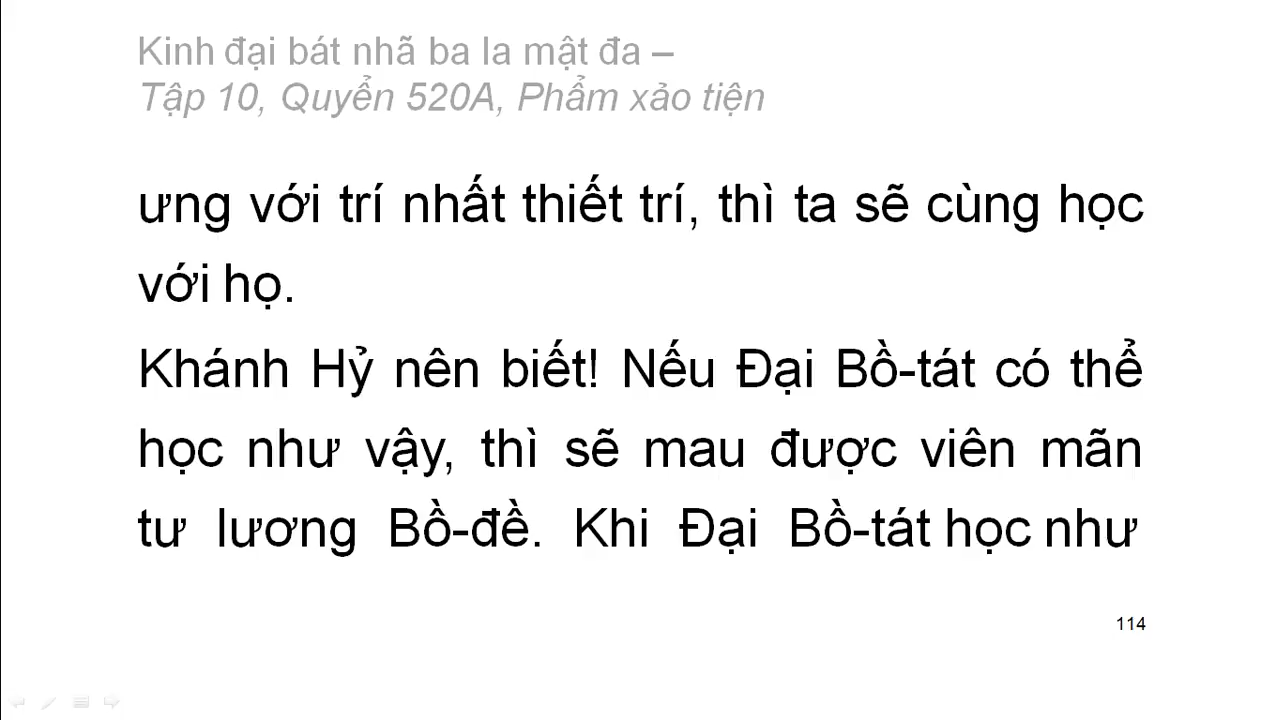 Kinh đại bát nhã ba la mật đa –
Tập 10, Quyển 520A, Phẩm xảo tiện
ưng với trí nhất thiết trí, thì ta sẽ cùng học
với họ.
Khánh Hỷ nên biết! Nếu Đại Bồ-tát có thể
học như vậy, thì sẽ mau được viên mãn
tư lương Bồ-đề. Khi Đại Bồ-tát học như
114